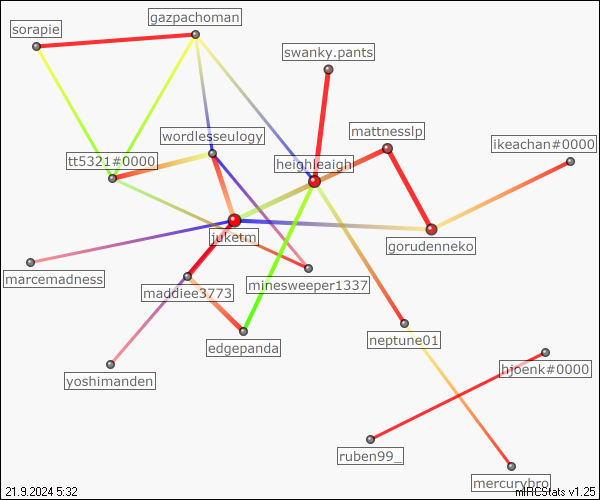 gazpachoman
sorapie
swanky.pants
mattnesslp
wordlesseulogy
ikeachan#0000
tt5321#0000
heighleaigh
juketsu
gorudenneko
marcemadness
minesweeper1337
maddiee3773
neptune01
edgepanda
hjoenk#0000
yoshimanden
ruben99_
mercurybro
21.9.2024 5:32
mIRCStats v1.25